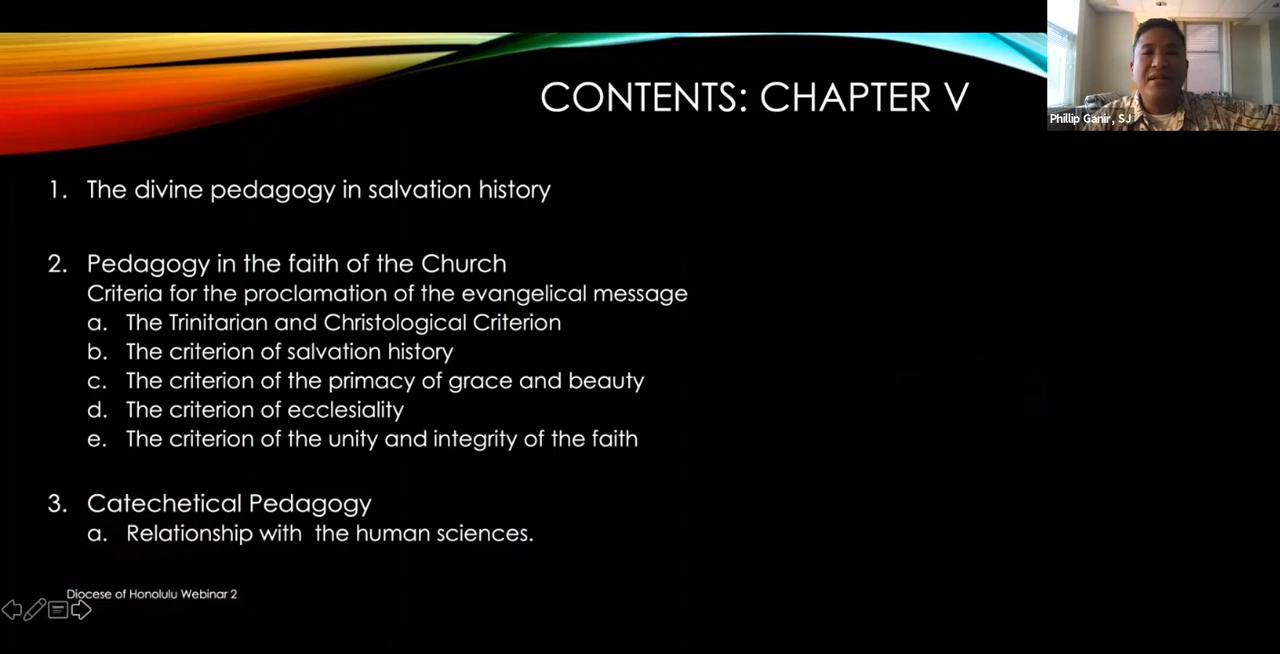 CONTENTS: CHAPTER V
Phillip Ganir, SJ
1. The divine pedagogy in salvation history
2. Pedagogy in the faith of the Church
Criteria for the proclamation of the evangelical message
a. The Trinitarian and Christological Criterion
b. The criterion of salvation history
c. The criterion of the primacy of grace and beauty
d. The criterion of ecclesiality
e. The criterion of the unity and integrity of the faith
3. Catechetical Pedagogy
a. Relationship with the human sciences.
Diocese of Honolulu Webinar 2